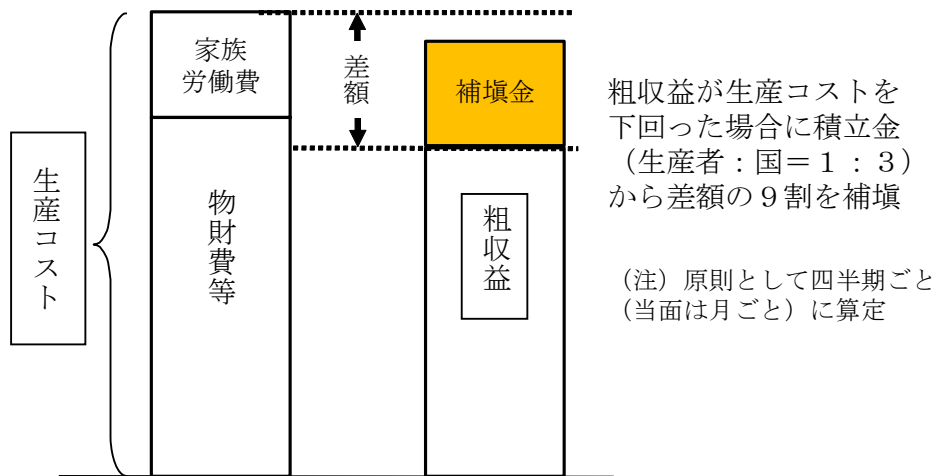 生産コスト
家族
労働費
物財費等
差額
補塡金
粗収益
粗収益が生産コストを
下回った場合に積立金
（生産者：国＝１：３）
から差額の９割を補塡
（注）原則として四半期ごと
（当面は月ごと）に算定